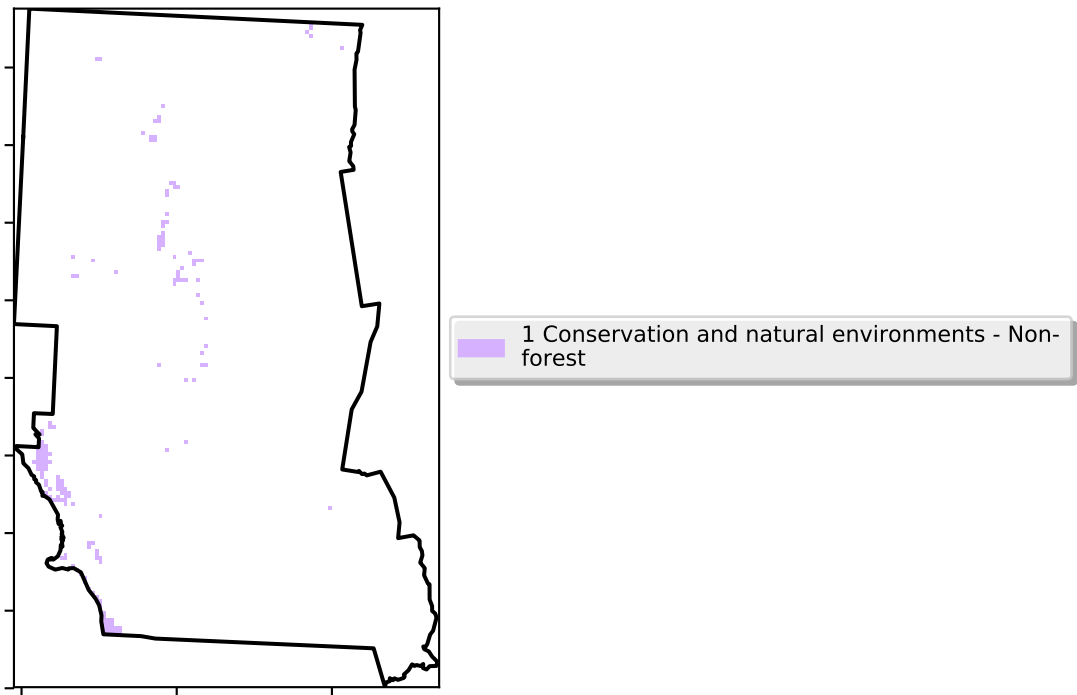 1 Conservation and natural environments - Non-
forest